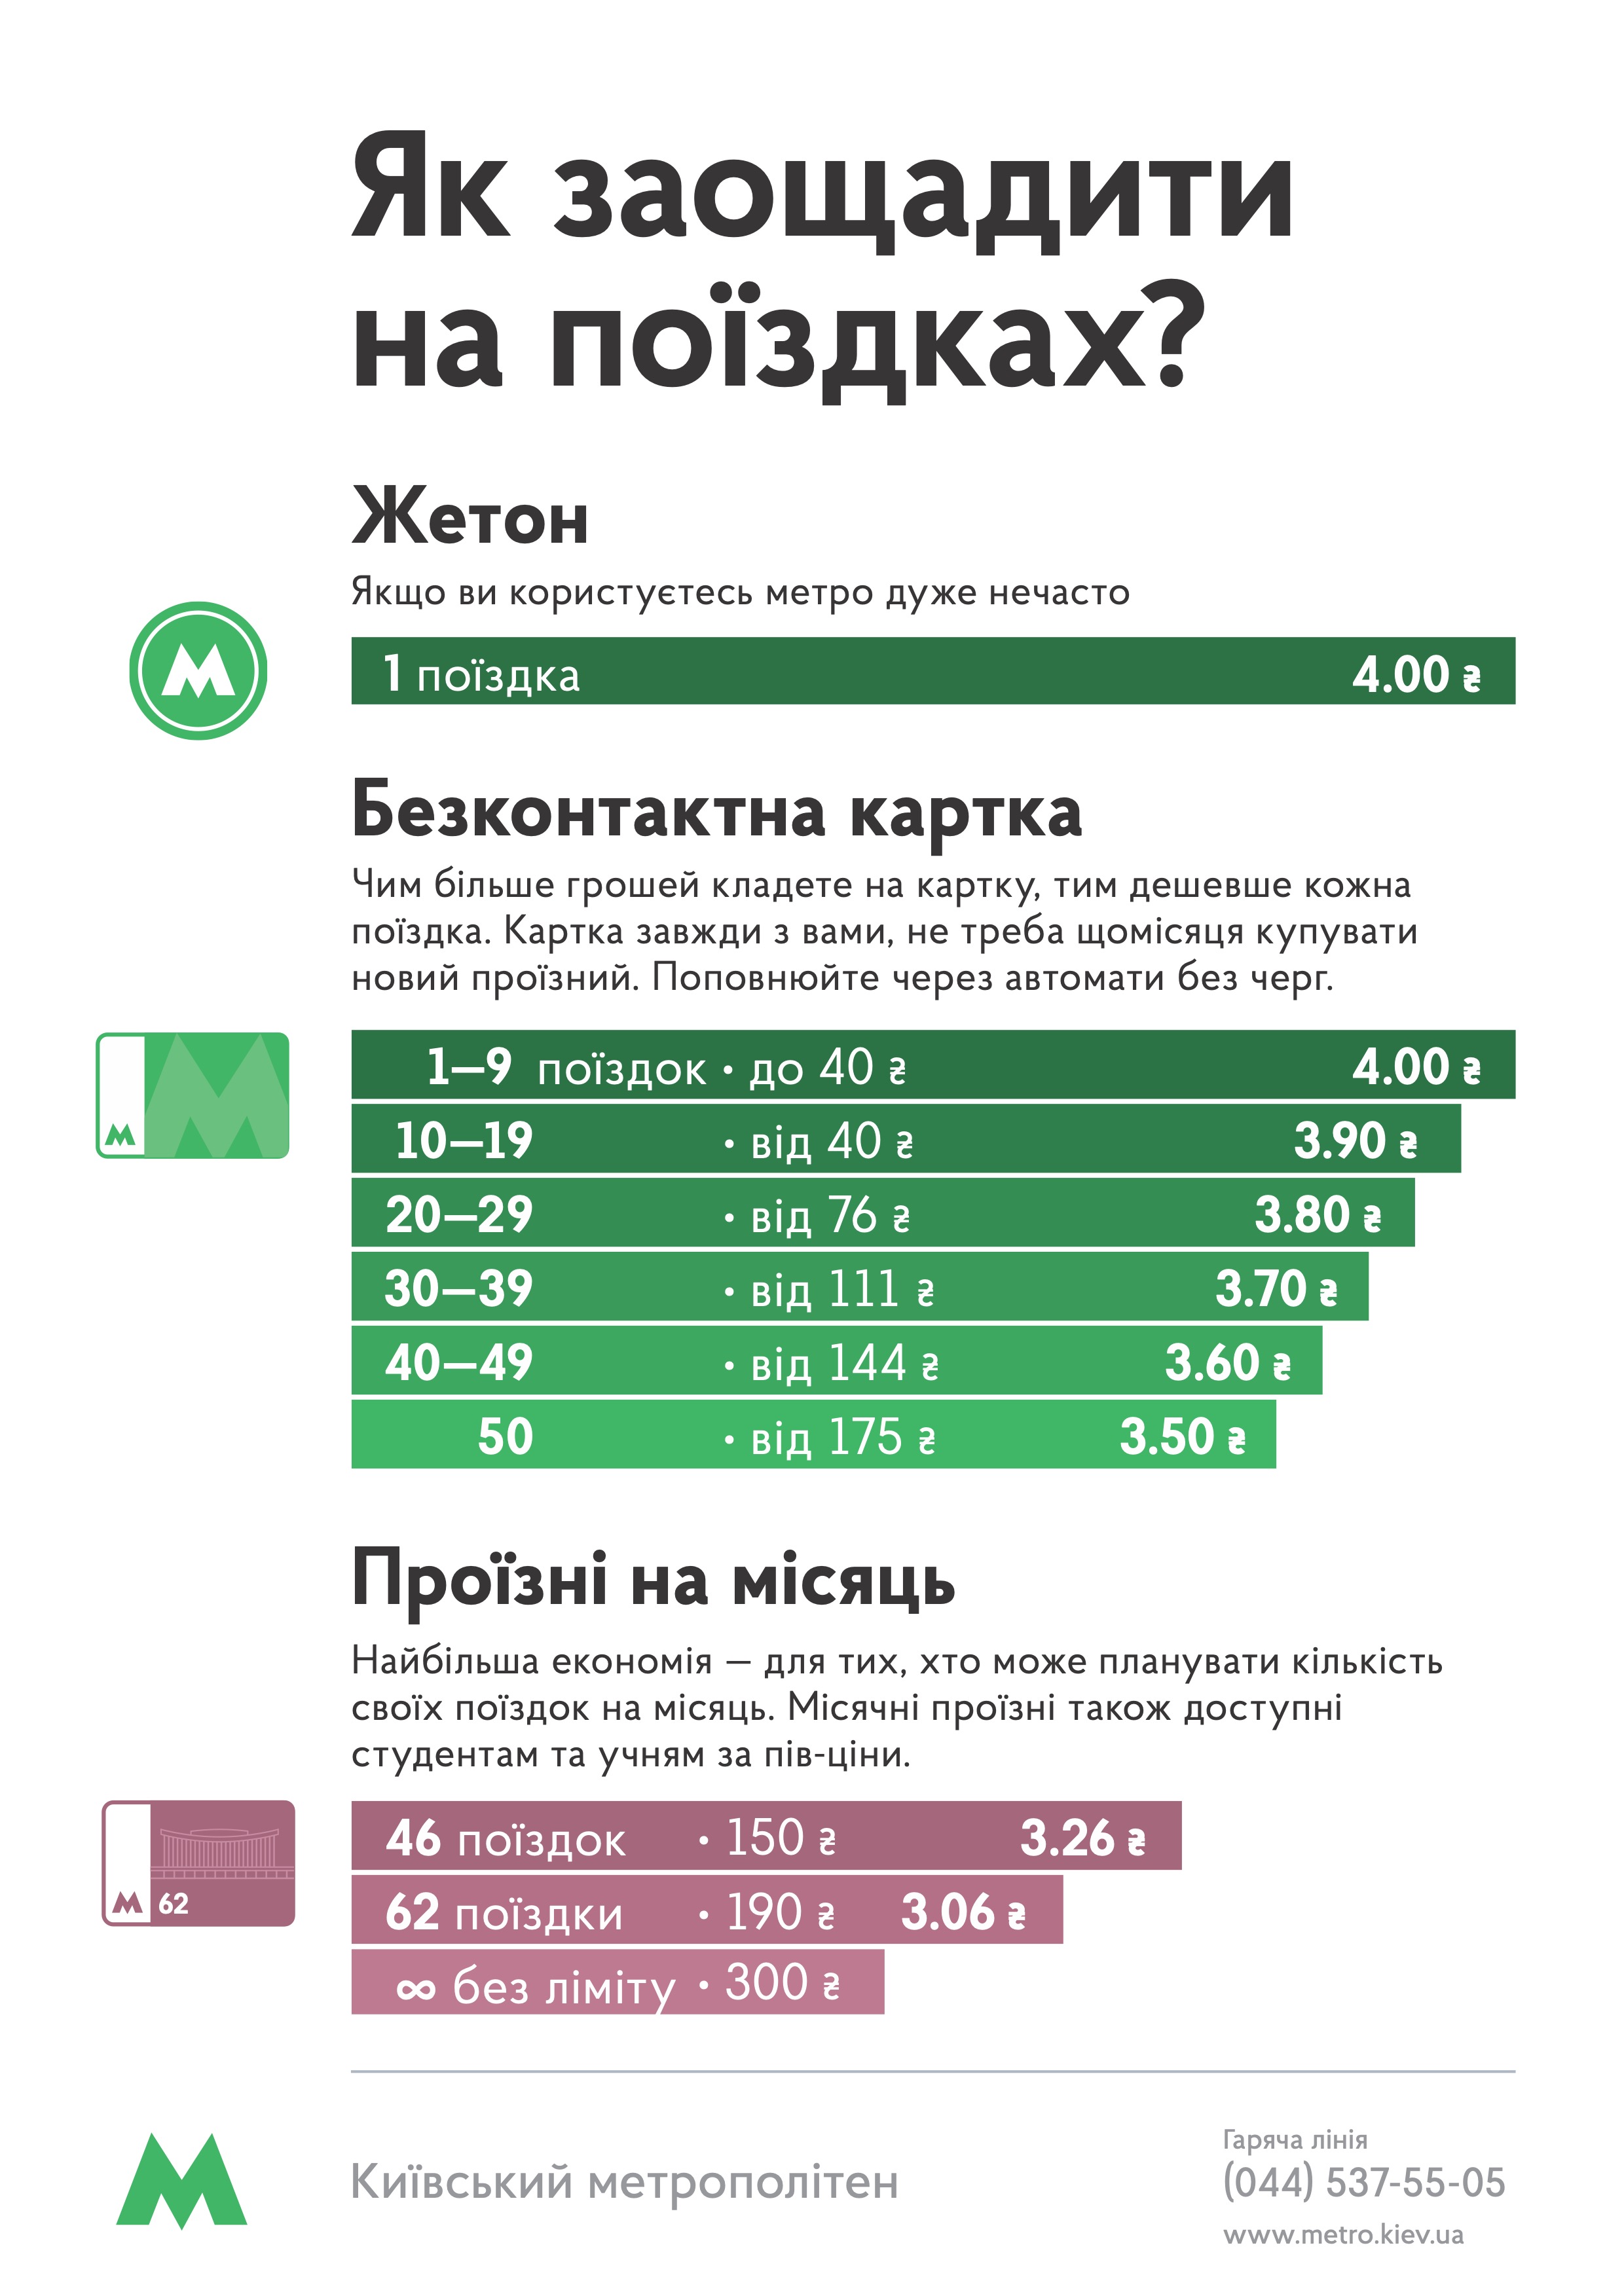 Як заощадити
на поїздках?
Жетон
Якщо ви користуєтесь метро дуже нечасто
1 поїздка 4.00 ₴
Безконтактна картка
Чим більше грошей кладете на картку, тим дешевше кожна
поїздка. Картка завжди з вами, не треба щомісяця купувати
новий проїзний. Поповнюйте через автомати без черг.
1—9 поїздок • до 40 ₴ 4.00 ₴
10—19 • від 40 ₴ 3.90 ₴
20—29 • від 76 ₴ 3.80 ₴
30—39 • від 111 ₴ 3.70 ₴
40—49 • від 144 ₴ 3.60 ₴
50 • від 175 ₴ 3.50 ₴
Проїзні на місяць
Найбільша економія — для тих, хто може планувати кількість
своїх поїздок на місяць. Місячні проїзні також доступні
студентам та учням за пів-ціни.
62
46 поїздок • 150 ₴ 3.26 ₴
62 поїздки • 190 ₴ 3.06 ₴
∞ без ліміту • 300 ₴
Київський метрополітен
Гаряча лінія
(044) 537-55-05
www.metro.kiev.ua